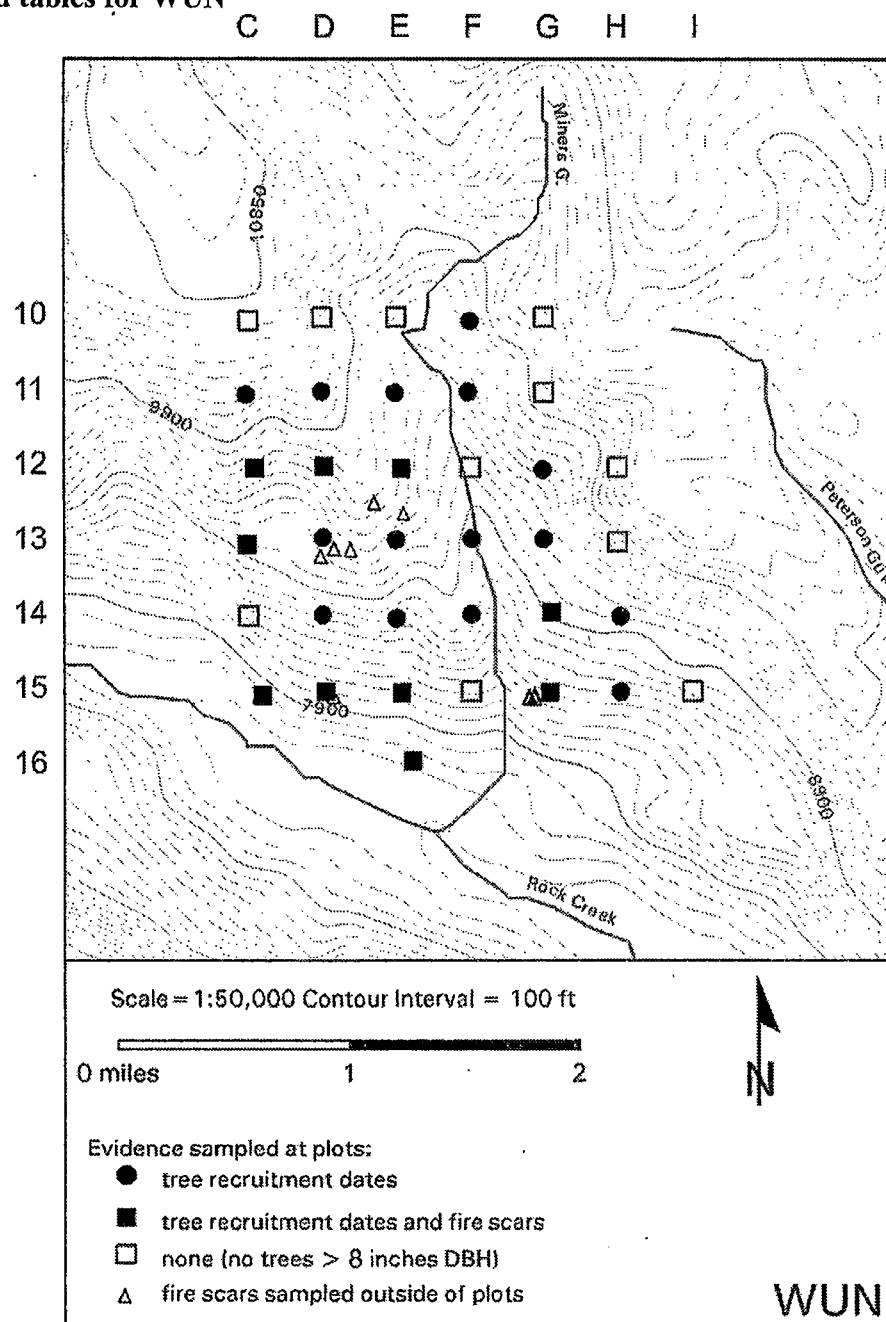 d tables for WUN
C D E F G H I
Miners G.
10850
10
11
9900
12
Peterson Gul
13
14
15
7900
16
8900
Rock Creek
Scale = 1:50,000 Contour Interval = 100 ft
0 miles 1 2
N
Evidence sampled at plots:
tree recruitment dates
tree recruitment dates and fire scars
none (no trees > 8 inches DBH)
fire scars sampled outside of plots
WUN